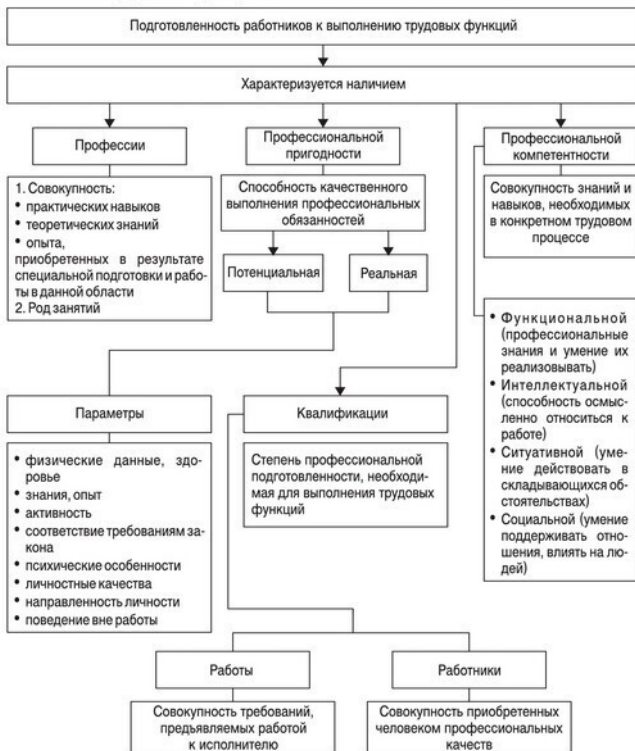 Подготовленность работников к выполнению трудовых функций
Характеризуется наличием
Профессии
Профессиональной
пригодности
Профессиональной
компетентности
1. Совокупность:
• практических навыков
• теоретических знаний
• опыта,
приобретенных в результате
специальной подготовки и рабо-
ты в данной области
2. Род занятий
Способность качественного
выполнения профессиональных
обязанностей
Совокупность знаний и
навыков, необходимых
в конкретном трудовом
процессе
Потенциальная
Реальная
• Функциональной
(профессиональные
знания и умение их
реализовывать)
• Интеллектуальной
(способность осмыс-
ленно относиться к
работе)
• Ситуативной (уме-
ние действовать в
складывающихся об-
стоятельствах)
• Социальной (умение
поддерживать отно-
шения, влиять на лю-
дей)
Параметры
Квалификации
• физические данные, здо-
ровье
• знания, опыт
• активность
• соответствие требованиям за-
кона
• психические особенности
• личностные качества
• направленность личности
• поведение вне работы
Степень профессиональной
подготовленности, необходи-
мая для выполнения трудовых
функций
Работы
Работники
Совокупность требований,
предъявляемых работой
к исполнителю
Совокупность приобретенных
человеком профессиональных
качеств